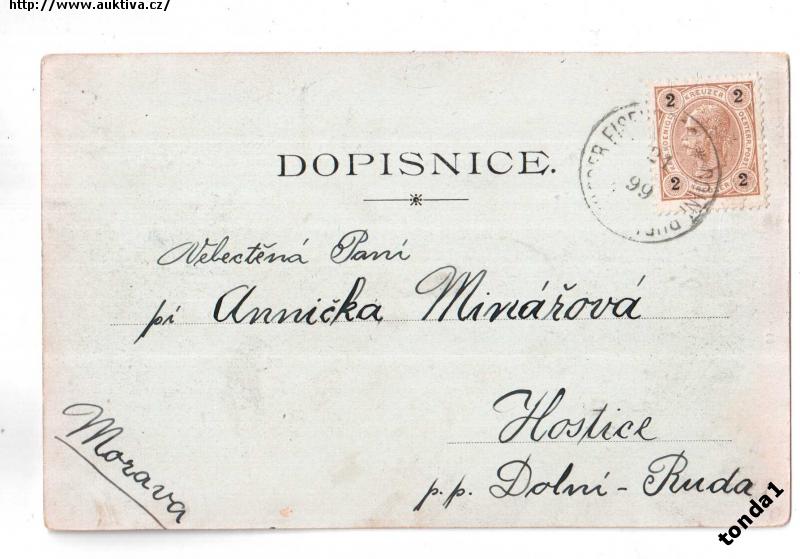 http://www.auktiva.cz/
DOPISNICE.
2 KREUZER 2
2 KREUZER 2
99
Velectěná Paní
pí Annička Minářová
Hostice
p. p. Dolní - Ruda
Morava
tonda1